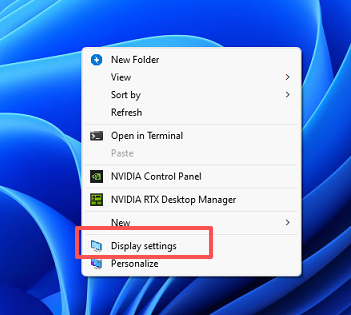 New Folder
View
Sort by
Refresh
Open in Terminal
Paste
NVIDIA Control Panel
NVIDIA RTX Desktop Manager
New
Display settings
Personalize